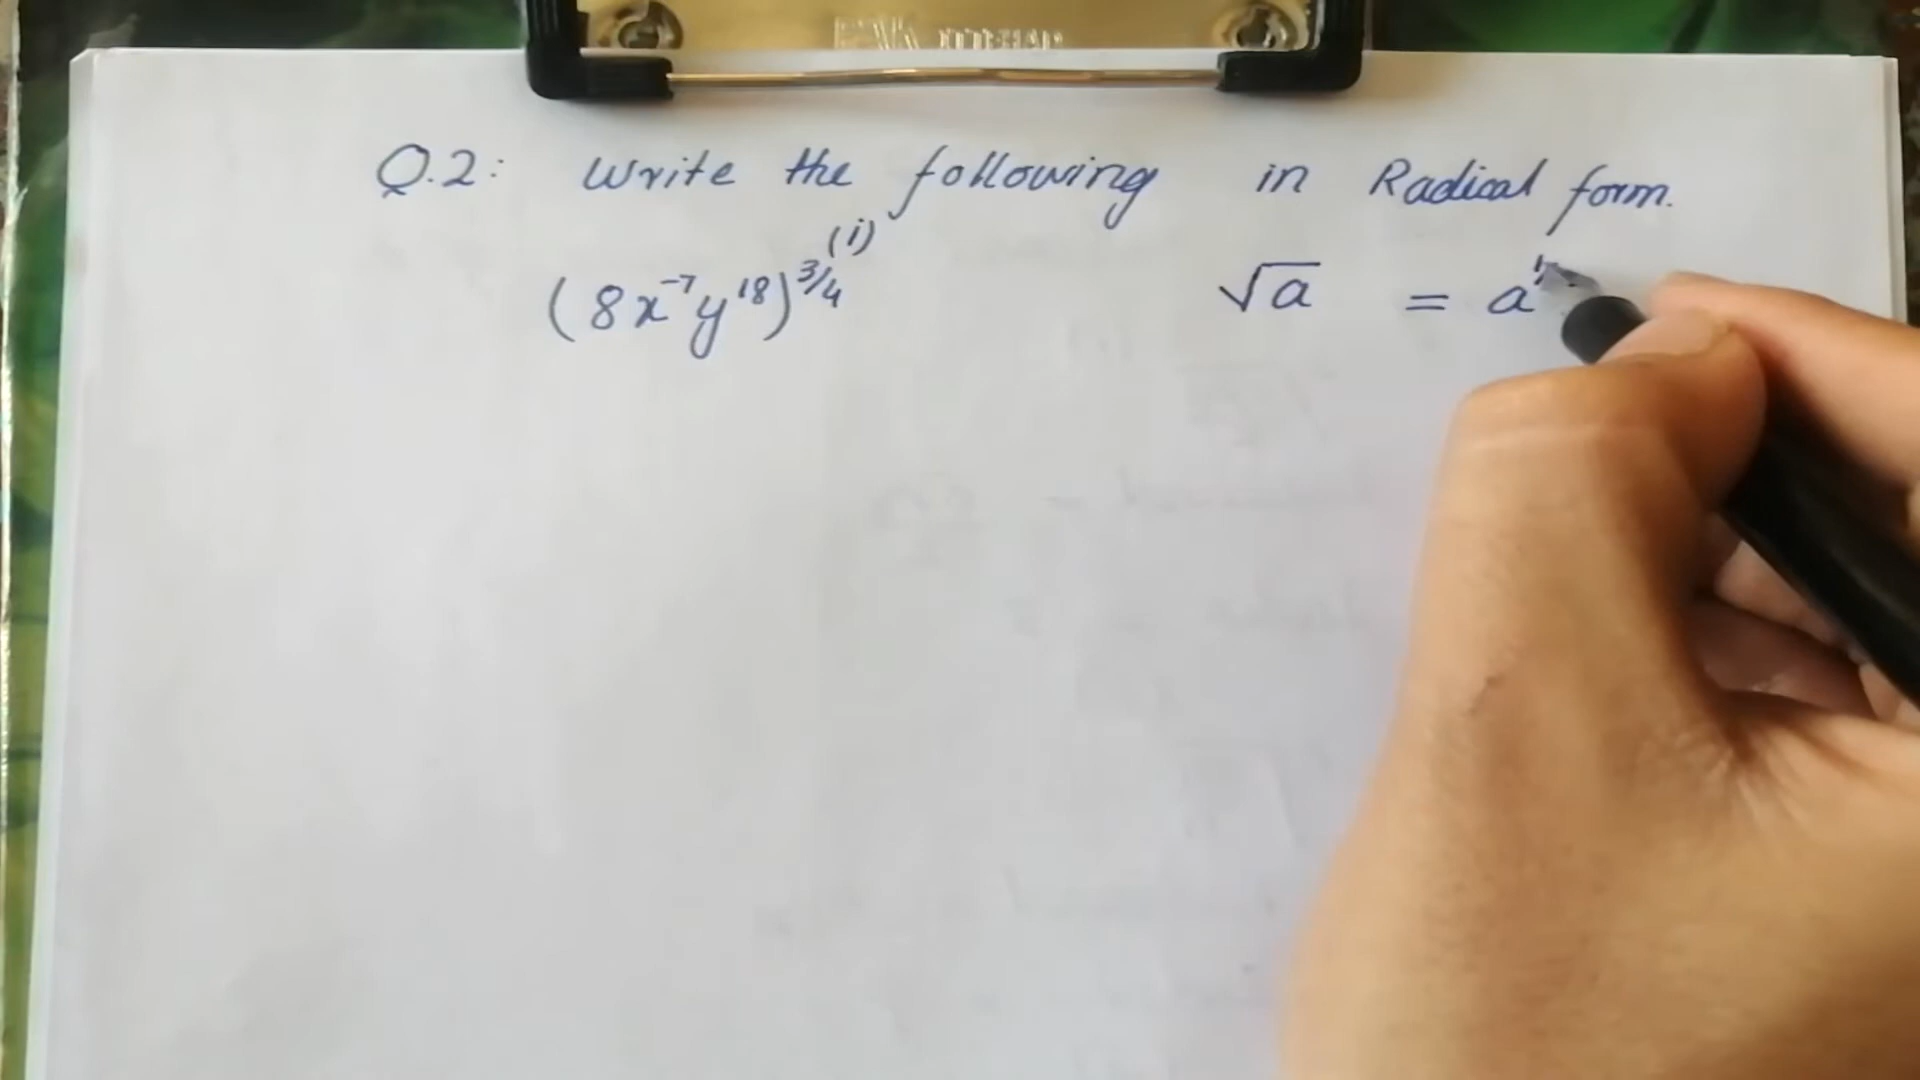 Q.2: Write the following in Radical form.
(i)
(8x⁻⁷y¹⁸)^3/4 √a = a